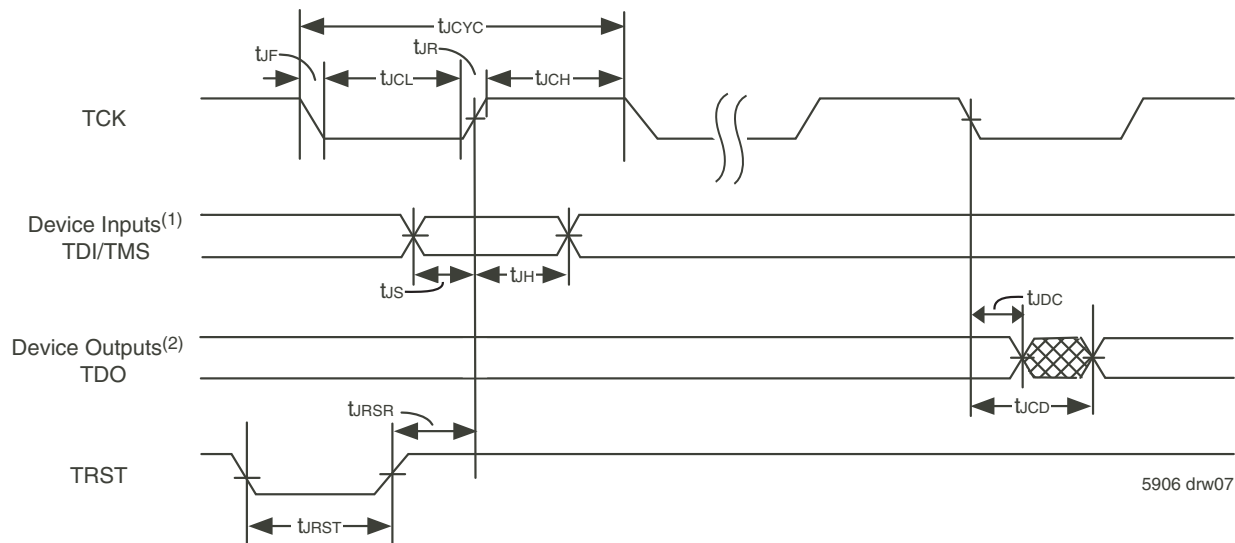 tJCYC
tJF
tJR
tJCL
tJCH
TCK
Device Inputs(1)
TDI/TMS
tJS
tJH
tJDC
Device Outputs(2)
TDO
tJRSR
tJCD
TRST
5906 drw07
tJRST